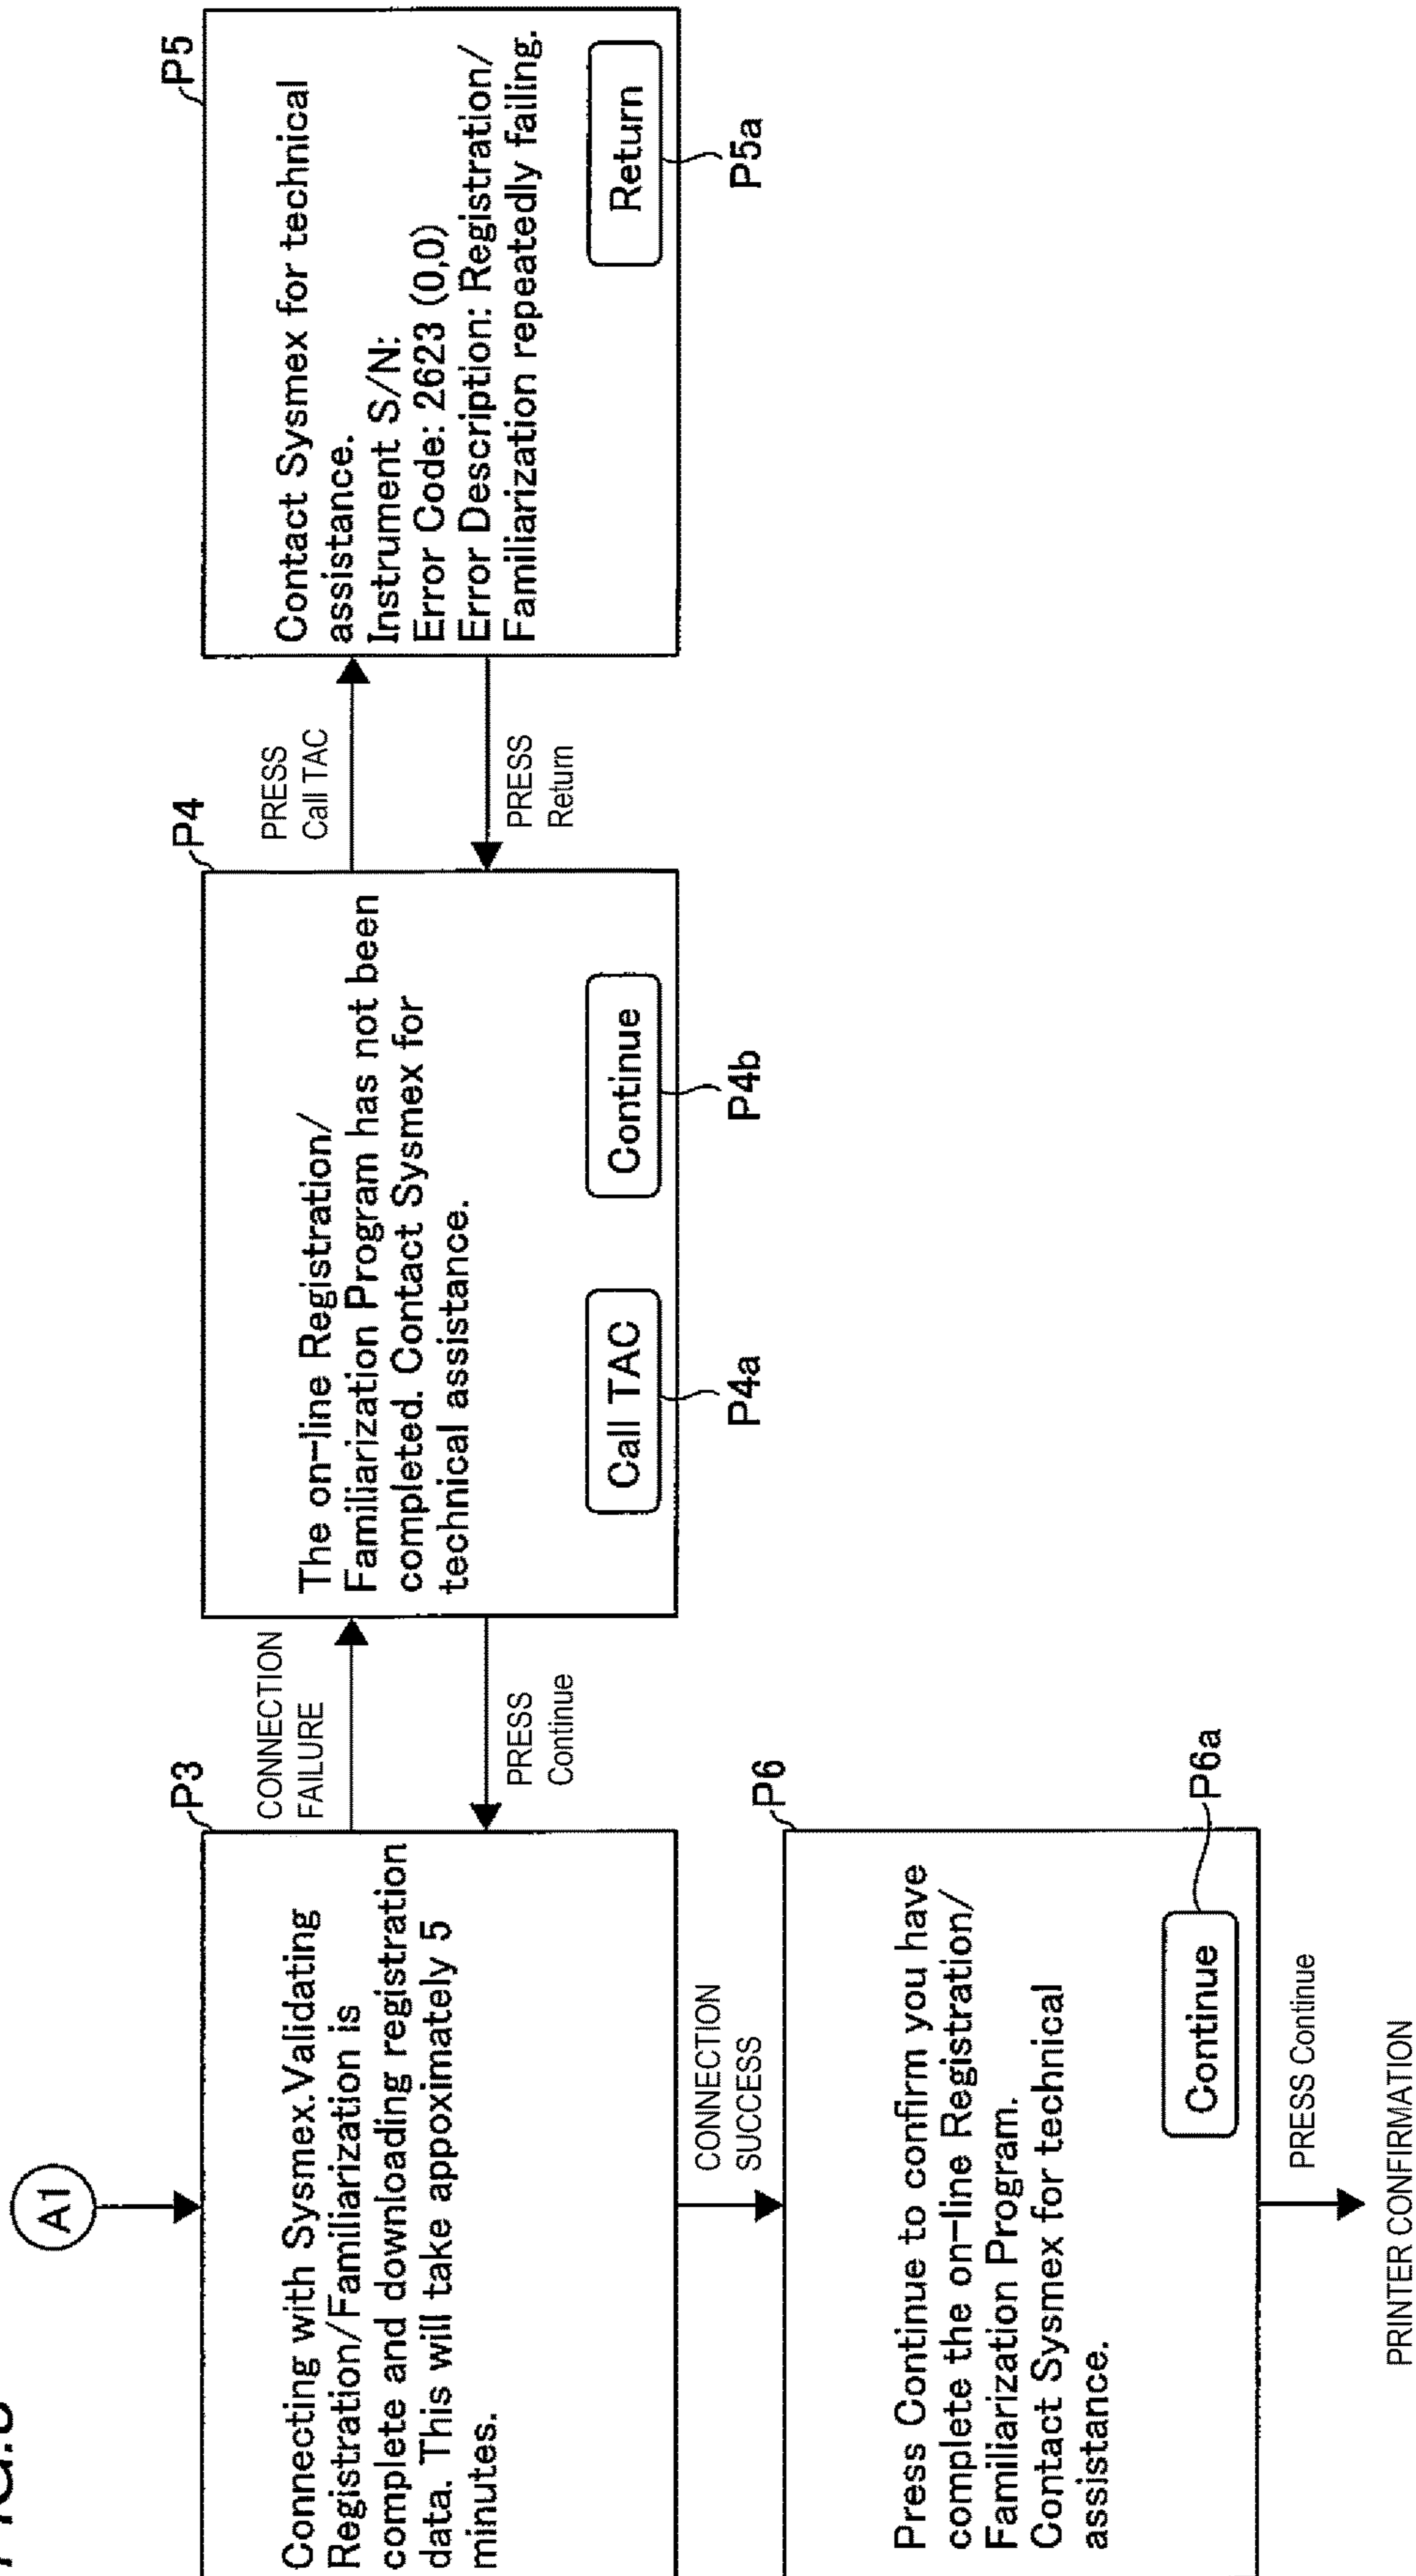 A1
P3
Connecting with Sysmex.Validating
Registration/Familiarization is
complete and downloading registration
data. This will take appoximately 5
minutes.
CONNECTION
FAILURE
PRESS
Continue
P4
The on-line Registration/
Familiarization Program has not been
completed. Contact Sysmex for
technical assistance.
Call TAC
Continue
P4a
P4b
PRESS
Call TAC
PRESS
Return
P5
Contact Sysmex for technical
assistance.
Instrument S/N:
Error Code: 2623 (0,0)
Error Description: Registration/
Familiarization repeatedly failing.
Return
P5a
CONNECTION
SUCCESS
P6
Press Continue to confirm you have
complete the on-line Registration/
Familiarization Program.
Contact Sysmex for technical
assistance.
Continue
P6a
PRESS Continue
PRINTER CONFIRMATION